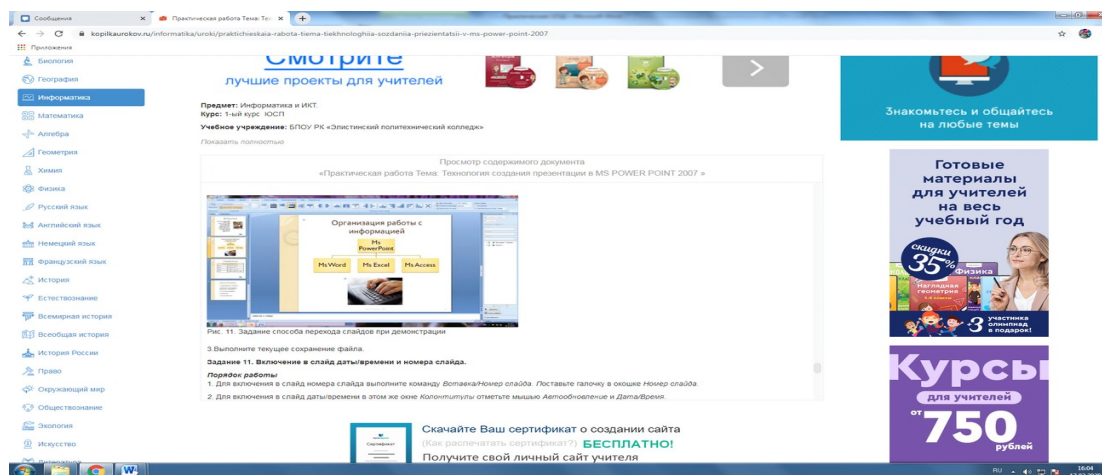 Сообщения
Практическая работа Тема: Те
kopilkaurokov.ru/informatika/uroki/praktichieskaia-rabota-tiema-tiekhnologhiia-sozdaniia-priezientatsii-v-ms-power-point-2007
Приложения
Биология
География
Информатика
Математика
Алгебра
Геометрия
Химия
Физика
Русский язык
Английский язык
Немецкий язык
Французский язык
История
Естествознание
Всемирная история
Всеобщая история
История России
Право
Окружающий мир
Обществознание
Экология
Искусство
Литература
Смотрите
лучшие проекты для учителей
Предмет: Информатика и ИКТ.
Курс: 1-ый курс ЮСП
Учебное учреждение: БПОУ РК «Элистинский политехнический колледж»
Показать полностью
Просмотр содержимого документа
«Практическая работа Тема: Технология создания презентации в MS POWER POINT 2007 »
Организация работы с
информацией
Ms
PowerPoint
Ms Word Ms Excel Ms Access
Рис. 11. Задание способа перехода слайдов при демонстрации
3.Выполните текущее сохранение файла.
Задание 11. Включение в слайд даты/времени и номера слайда.
Порядок работы
1. Для включения в слайд номера слайда выполните команду Вставка/Номер слайда. Поставьте галочку в окошке Номер слайда.
2. Для включения в слайд даты/времени в этом же окне Колонтитулы отметьте мышью Автообновление и Дата/Время.
Скачайте Ваш сертификат о создании сайта
(Как распечатать сертификат?) БЕСПЛАТНО!
Получите свой личный сайт учителя
Сертификат
Знакомьтесь и общайтесь
на любые темы
Готовые
материалы
для учителей
на весь
учебный год
скидки
35%
Физика
Наглядная
геометрия
+3 участника
олимпиад
в подарок!
Курсы
для учителей
от 750
рублей
RU
16:04